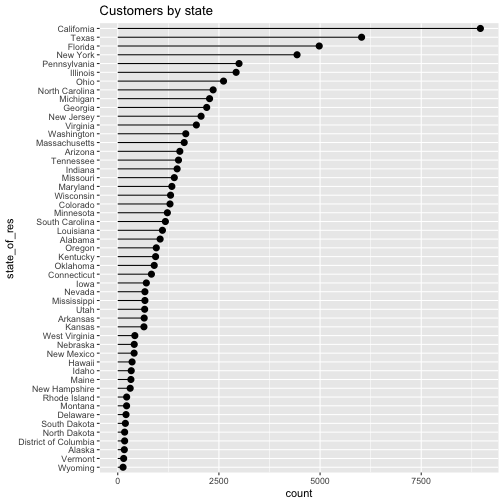 Customers by state
state_of_res
California
Texas
Florida
New York
Pennsylvania
Illinois
Ohio
North Carolina
Michigan
Georgia
New Jersey
Virginia
Washington
Massachusetts
Arizona
Tennessee
Indiana
Missouri
Maryland
Wisconsin
Colorado
Minnesota
South Carolina
Louisiana
Alabama
Oregon
Kentucky
Oklahoma
Connecticut
Iowa
Nevada
Mississippi
Utah
Arkansas
Kansas
West Virginia
Nebraska
New Mexico
Hawaii
Idaho
Maine
New Hampshire
Rhode Island
Montana
Delaware
South Dakota
North Dakota
District of Columbia
Alaska
Vermont
Wyoming
0 2500 5000 7500
count